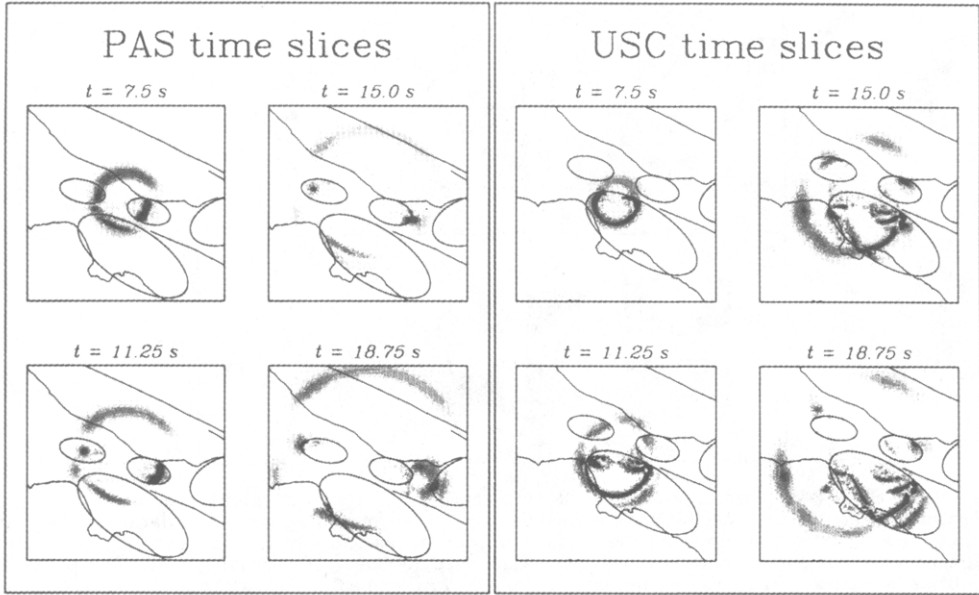 PAS time slices
t = 7.5 s
t = 15.0 s
t = 11.25 s
t = 18.75 s
USC time slices
t = 7.5 s
t = 15.0 s
t = 11.25 s
t = 18.75 s